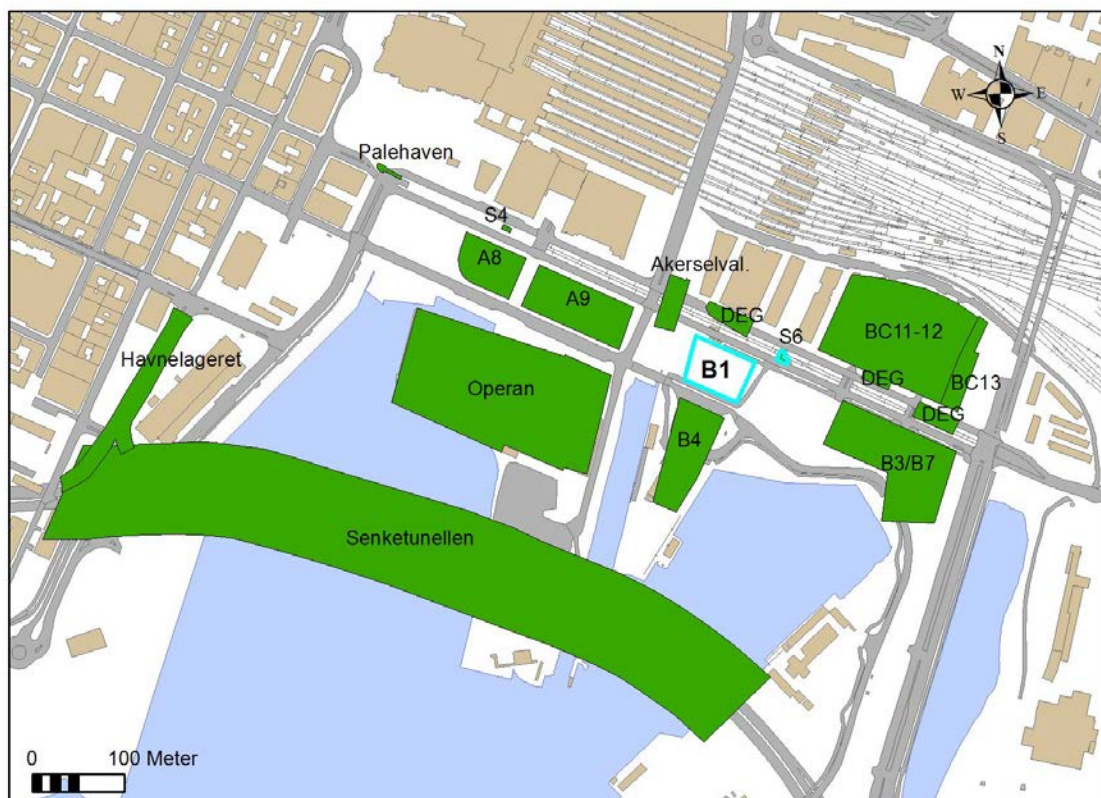 N
W E
S
Palehaven
S4
A8
A9
Akerselval.
DEG
S6
BC11-12
Havnelageret
Operan
B1
DEG
BC13
DEG
B4
B3/B7
Senketunellen
0 100 Meter